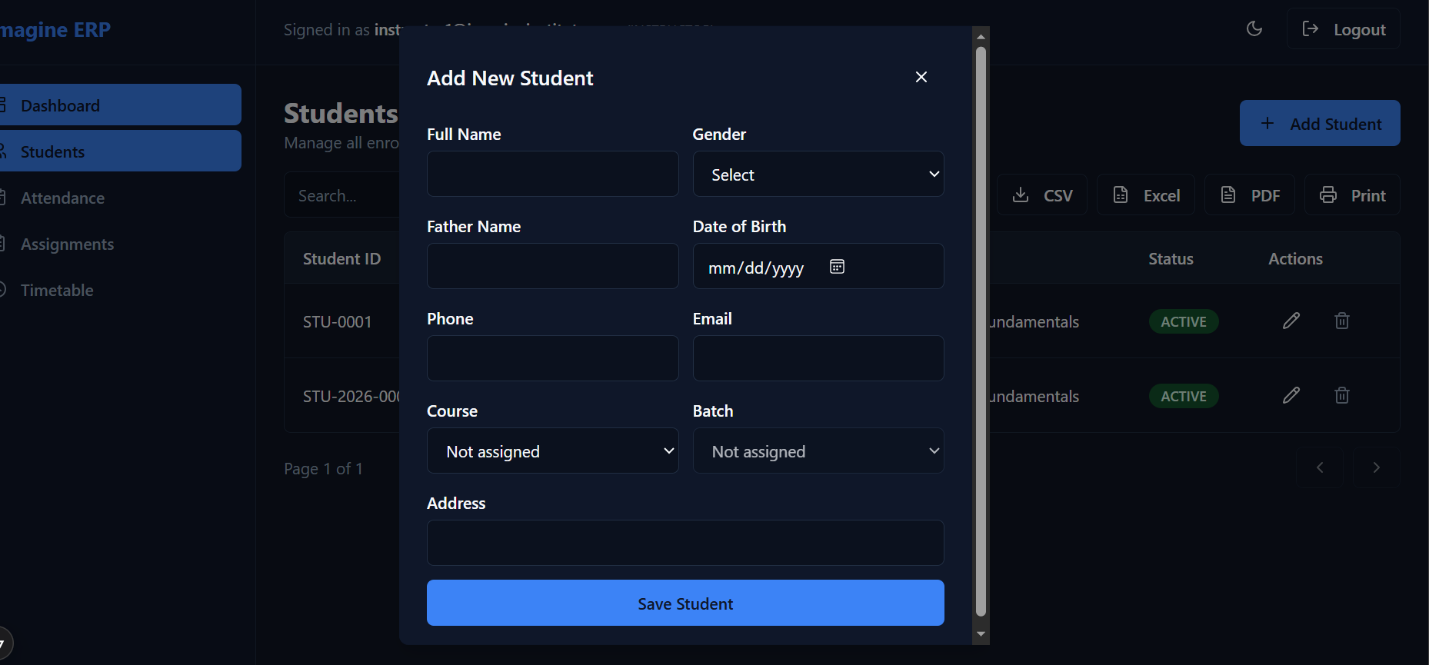 magine ERP
Signed in as
Logout
Dashboard
Students
Attendance
Assignments
Timetable
Students
Manage all enro
Add Student
Search...
CSV
Excel
PDF
Print
Student ID
Status
Actions
STU-0001
undamentals
ACTIVE
STU-2026-000
undamentals
ACTIVE
Page 1 of 1
Add New Student
Full Name
Gender
Select
Father Name
Date of Birth
mm/dd/yyyy
Phone
Email
Course
Batch
Not assigned
Not assigned
Address
Save Student